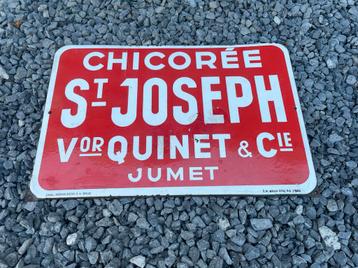 CHICORÉE
ST JOSEPH
VOR QUINET & CIE
JUMET